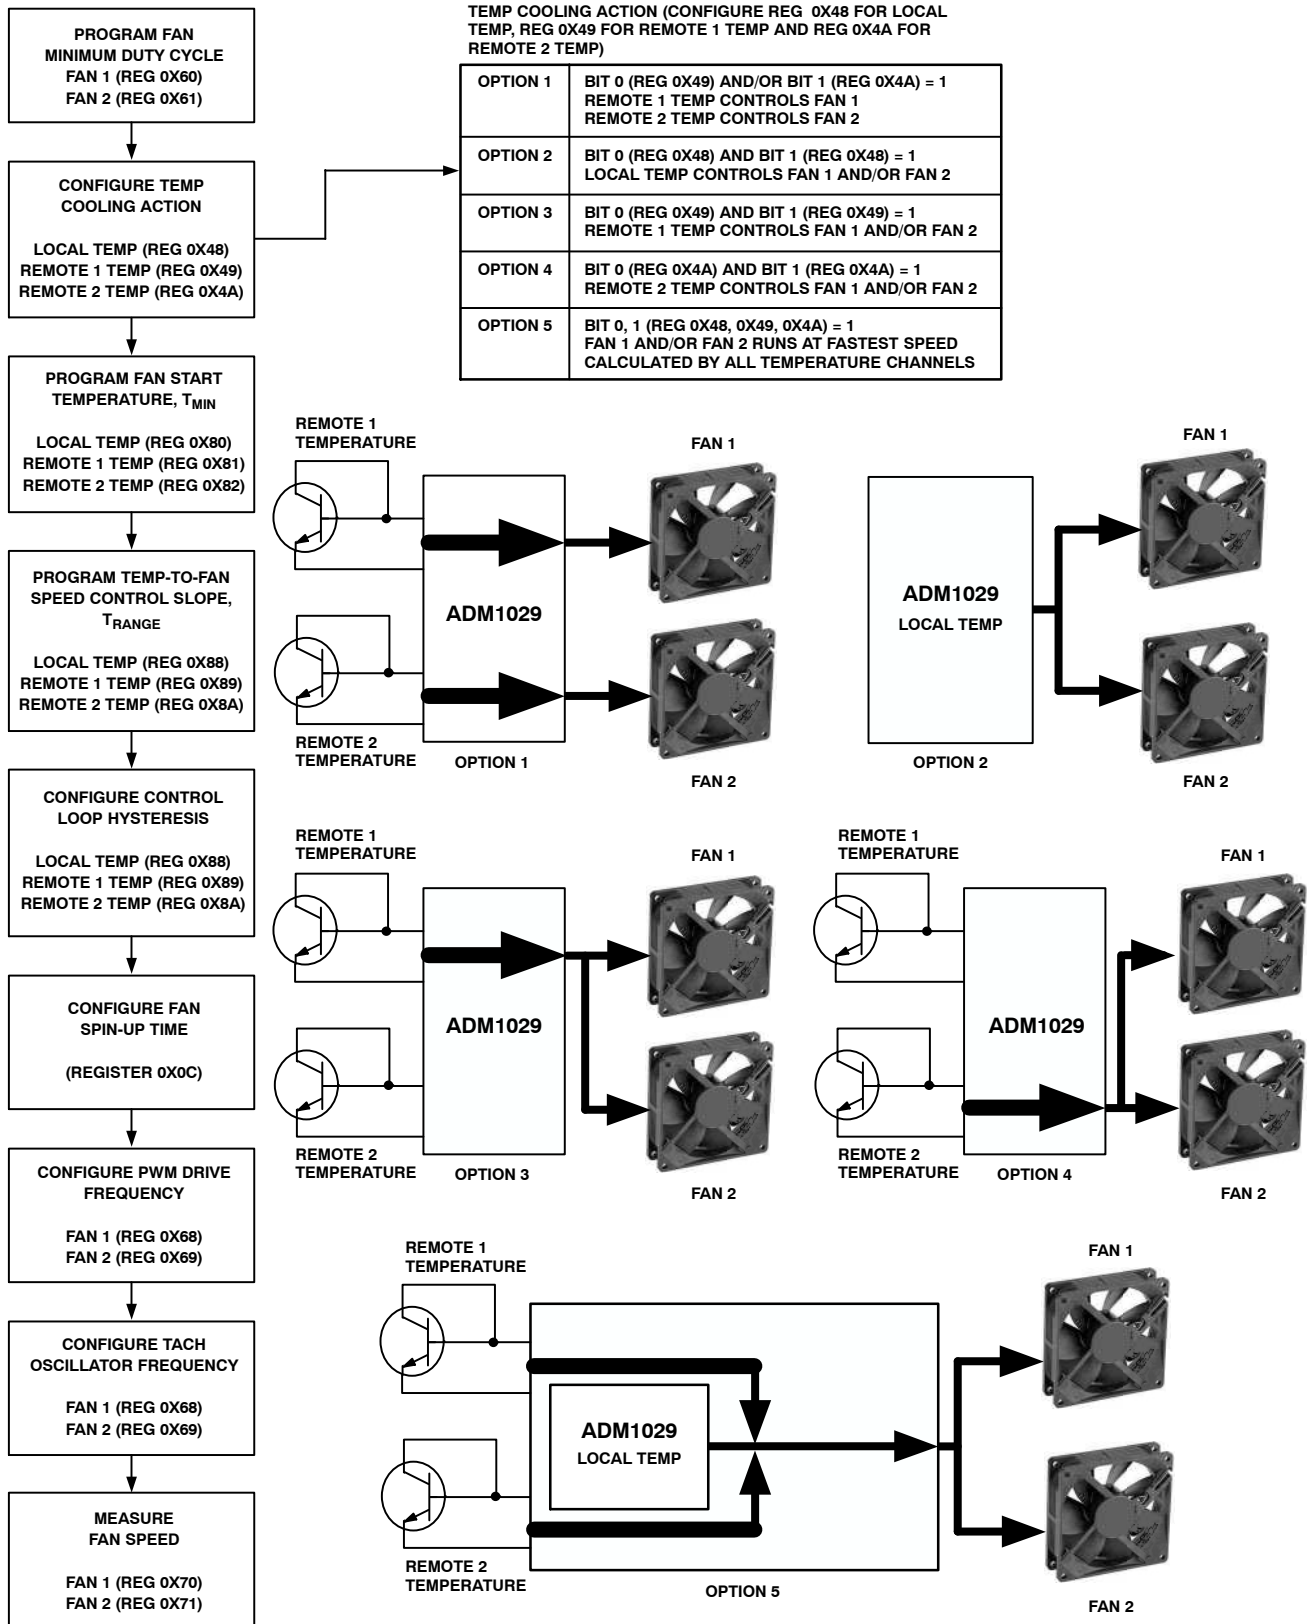 PROGRAM FAN
MINIMUM DUTY CYCLE
FAN 1 (REG 0X60)
FAN 2 (REG 0X61)
CONFIGURE TEMP
COOLING ACTION
LOCAL TEMP (REG 0X48)
REMOTE 1 TEMP (REG 0X49)
REMOTE 2 TEMP (REG 0X4A)
PROGRAM FAN START
TEMPERATURE, TMIN
LOCAL TEMP (REG 0X80)
REMOTE 1 TEMP (REG 0X81)
REMOTE 2 TEMP (REG 0X82)
PROGRAM TEMP-TO-FAN
SPEED CONTROL SLOPE,
TRANGE
LOCAL TEMP (REG 0X88)
REMOTE 1 TEMP (REG 0X89)
REMOTE 2 TEMP (REG 0X8A)
CONFIGURE CONTROL
LOOP HYSTERESIS
LOCAL TEMP (REG 0X88)
REMOTE 1 TEMP (REG 0X89)
REMOTE 2 TEMP (REG 0X8A)
CONFIGURE FAN
SPIN-UP TIME
(REGISTER 0X0C)
CONFIGURE PWM DRIVE
FREQUENCY
FAN 1 (REG 0X68)
FAN 2 (REG 0X69)
CONFIGURE TACH
OSCILLATOR FREQUENCY
FAN 1 (REG 0X68)
FAN 2 (REG 0X69)
MEASURE
FAN SPEED
FAN 1 (REG 0X70)
FAN 2 (REG 0X71)
TEMP COOLING ACTION (CONFIGURE REG 0X48 FOR LOCAL
TEMP, REG 0X49 FOR REMOTE 1 TEMP AND REG 0X4A FOR
REMOTE 2 TEMP)
OPTION 1
BIT 0 (REG 0X49) AND/OR BIT 1 (REG 0X4A) = 1
REMOTE 1 TEMP CONTROLS FAN 1
REMOTE 2 TEMP CONTROLS FAN 2
OPTION 2
BIT 0 (REG 0X48) AND BIT 1 (REG 0X48) = 1
LOCAL TEMP CONTROLS FAN 1 AND/OR FAN 2
OPTION 3
BIT 0 (REG 0X49) AND BIT 1 (REG 0X49) = 1
REMOTE 1 TEMP CONTROLS FAN 1 AND/OR FAN 2
OPTION 4
BIT 0 (REG 0X4A) AND BIT 1 (REG 0X4A) = 1
REMOTE 2 TEMP CONTROLS FAN 1 AND/OR FAN 2
OPTION 5
BIT 0, 1 (REG 0X48, 0X49, 0X4A) = 1
FAN 1 AND/OR FAN 2 RUNS AT FASTEST SPEED
CALCULATED BY ALL TEMPERATURE CHANNELS
REMOTE 1
TEMPERATURE
FAN 1
ADM1029
REMOTE 2
TEMPERATURE
OPTION 1
FAN 2
FAN 1
ADM1029
LOCAL TEMP
OPTION 2
FAN 2
REMOTE 1
TEMPERATURE
FAN 1
ADM1029
REMOTE 2
TEMPERATURE
OPTION 3
FAN 2
REMOTE 1
TEMPERATURE
FAN 1
ADM1029
REMOTE 2
TEMPERATURE
OPTION 4
FAN 2
REMOTE 1
TEMPERATURE
FAN 1
ADM1029
LOCAL TEMP
REMOTE 2
TEMPERATURE
OPTION 5
FAN 2